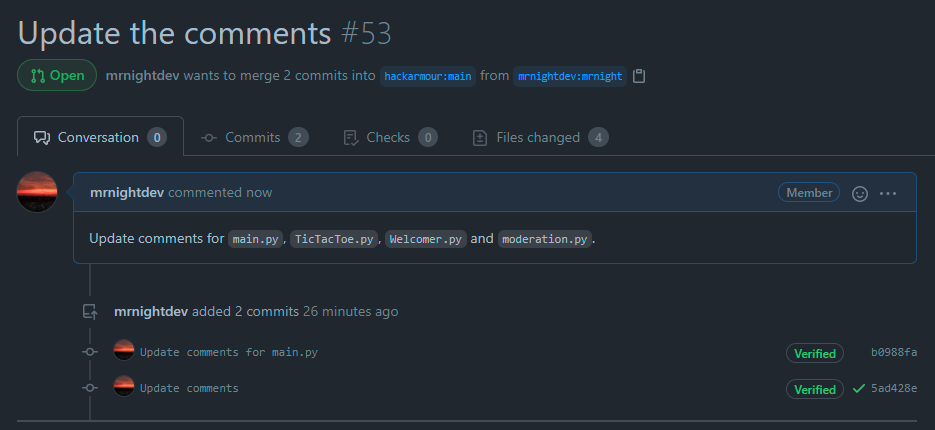 Update the comments #53
Open mrnightdev wants to merge 2 commits into hackarmour:main from mrnightdev:mrnight
Conversation 0 Commits 2 Checks 0 Files changed 4
mrnightdev commented now Member
Update comments for main.py, TicTacToe.py, Welcomer.py and moderation.py.
mrnightdev added 2 commits 26 minutes ago
Update comments for main.py Verified b0988fa
Update comments Verified 5ad428e